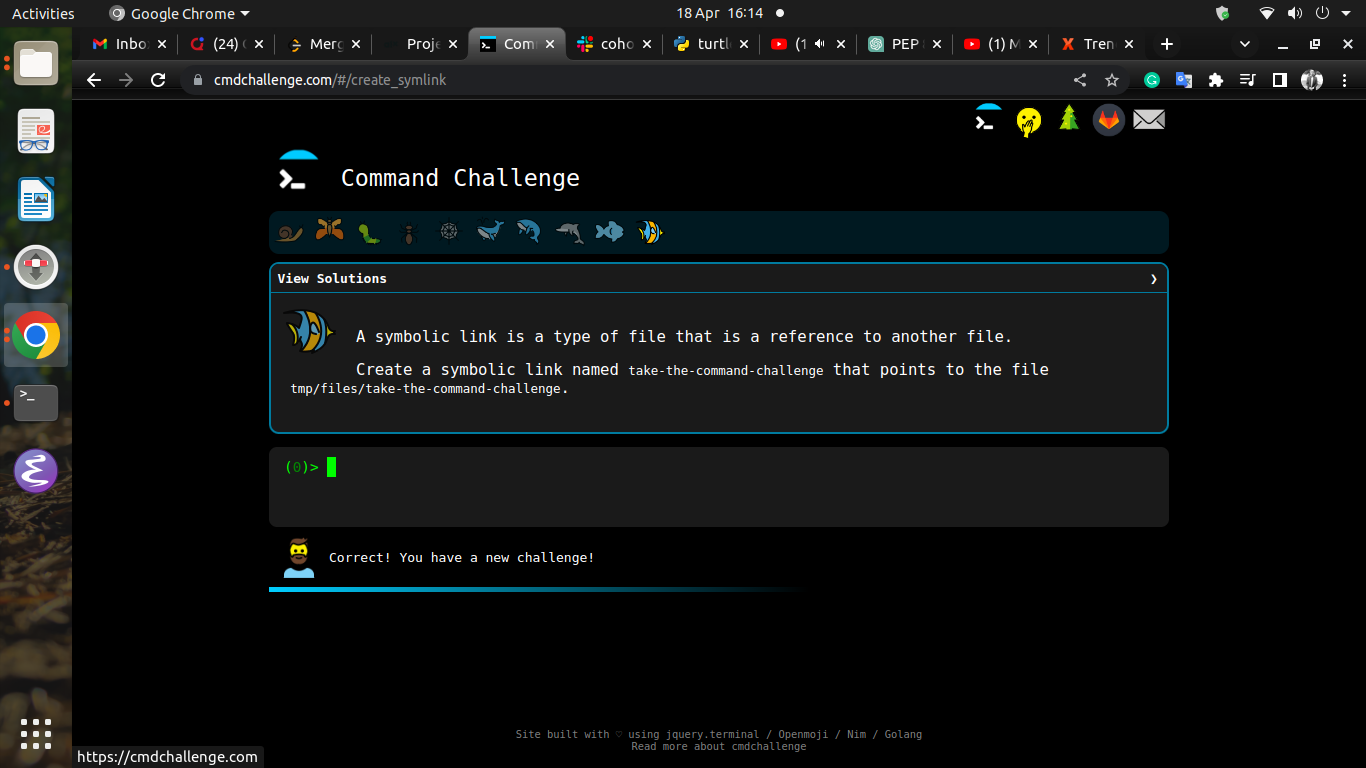 Activities Google Chrome 18 Apr 16:14
Inbo (24) Merg Proje Com coho turtl (1 PEP (1) M Tren
cmdchallenge.com/#/create_symlink
Command Challenge
View Solutions
A symbolic link is a type of file that is a reference to another file.
Create a symbolic link named take-the-command-challenge that points to the file
tmp/files/take-the-command-challenge.
(0)>
Correct! You have a new challenge!
Site built with ♡ using jquery.terminal / Openmoji / Nim / Golang
Read more about cmdchallenge
https://cmdchallenge.com